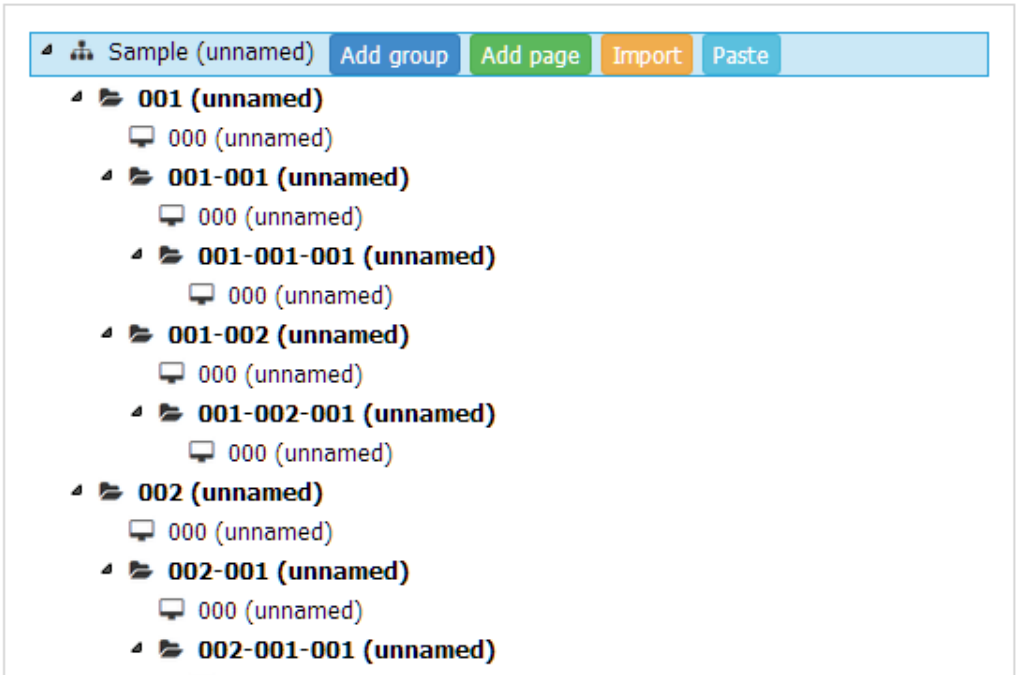 Sample (unnamed) Add group Add page Import Paste
001 (unnamed)
000 (unnamed)
001-001 (unnamed)
000 (unnamed)
001-001-001 (unnamed)
000 (unnamed)
001-002 (unnamed)
000 (unnamed)
001-002-001 (unnamed)
000 (unnamed)
002 (unnamed)
000 (unnamed)
002-001 (unnamed)
000 (unnamed)
002-001-001 (unnamed)